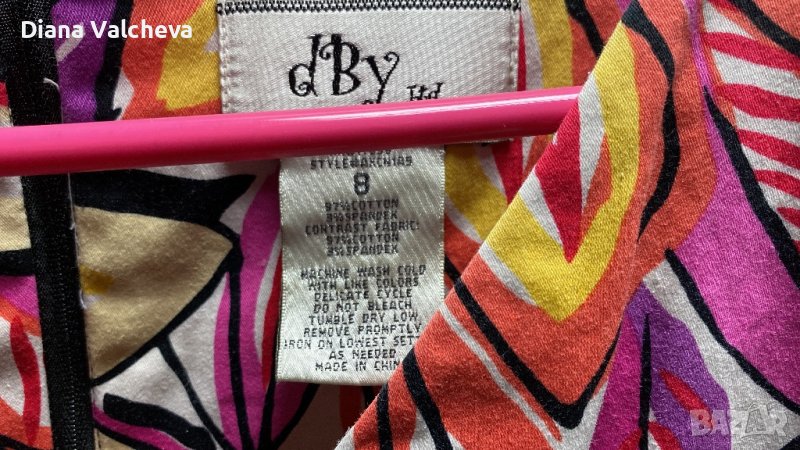 Diana Valcheva
dBy
Ltd
8
97%COTTON
3%SPANDEX
CONTRAST FABRIC:
97%COTTON
3%SPANDEX
MACHINE WASH COLD
WITH LIKE COLORS
DELICATE CYCLE
DO NOT BLEACH
TUMBLE DRY LOW
REMOVE PROMPTLY
IRON ON LOWEST SETT
AS NEEDED
MADE IN CHINA
BAZAR